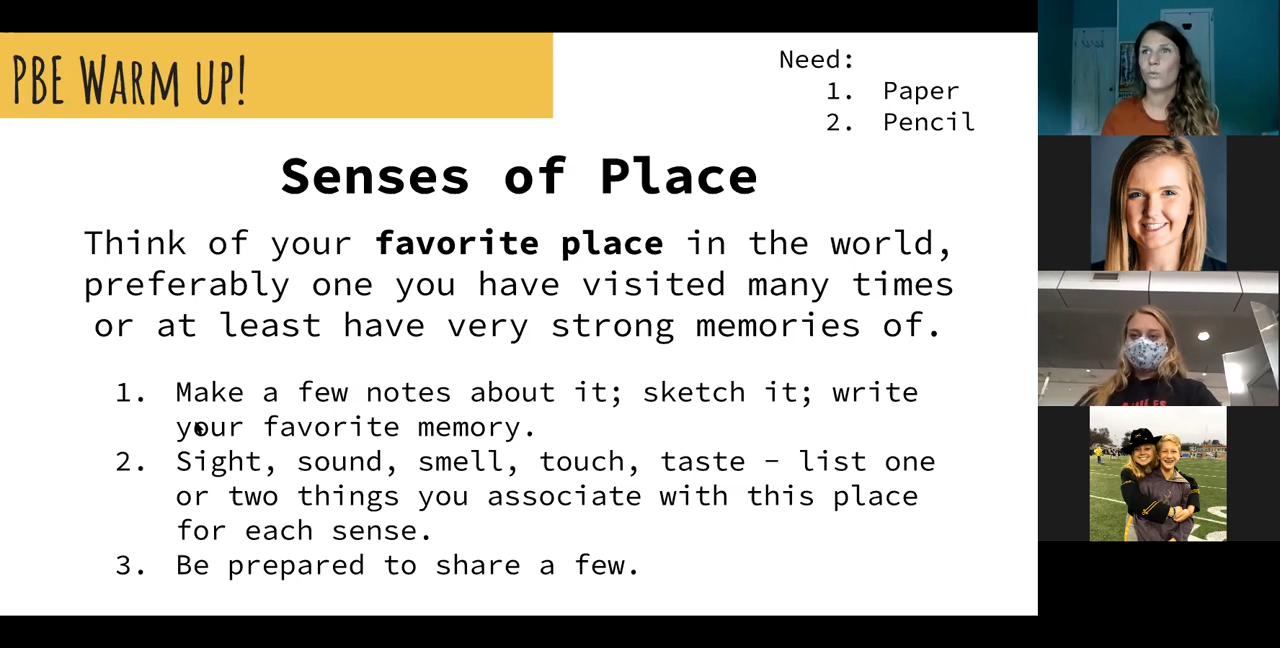 PBE WARM UP!
Need:
1. Paper
2. Pencil
Senses of Place
Think of your favorite place in the world,
preferably one you have visited many times
or at least have very strong memories of.
1. Make a few notes about it; sketch it; write
your favorite memory.
2. Sight, sound, smell, touch, taste – list one
or two things you associate with this place
for each sense.
3. Be prepared to share a few.